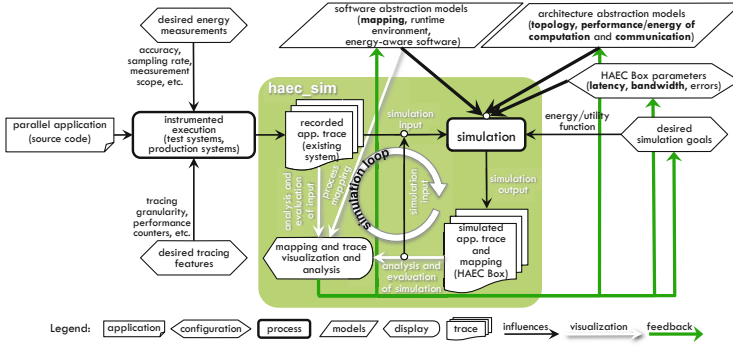 desired energy
measurements
software abstraction models
(mapping, runtime
environment,
energy-aware software)
architecture abstraction models
(topology, performance/energy of
computation and communication)
accuracy,
sampling rate,
measurement
scope, etc.
HAEC Box parameters
(latency, bandwidth, errors)
haec_sim
parallel application
(source code)
instrumented
execution
(test systems,
production systems)
recorded
app. trace
(existing
system)
simulation
input
simulation
energy/utility
function
desired
simulation goals
analysis and
evaluation
of input
process
mapping
simulation loop
simulation
input
simulation
output
tracing
granularity,
performance
counters, etc.
desired tracing
features
mapping and trace
visualization and
analysis
analysis and
evaluation
of simulation
simulated
app. trace
and
mapping
(HAEC Box)
Legend:
application
configuration
process
models
display
trace
influences
visualization
feedback